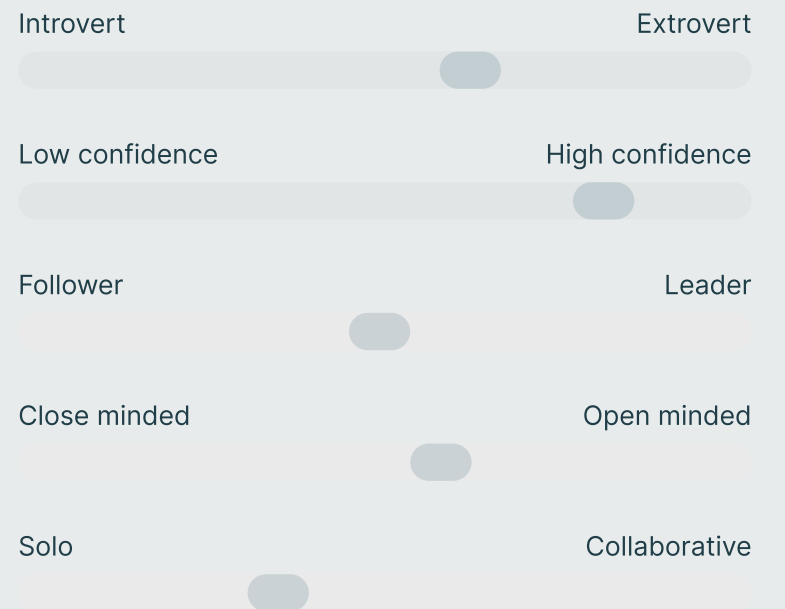 Introvert Extrovert
Low confidence High confidence
Follower Leader
Close minded Open minded
Solo Collaborative